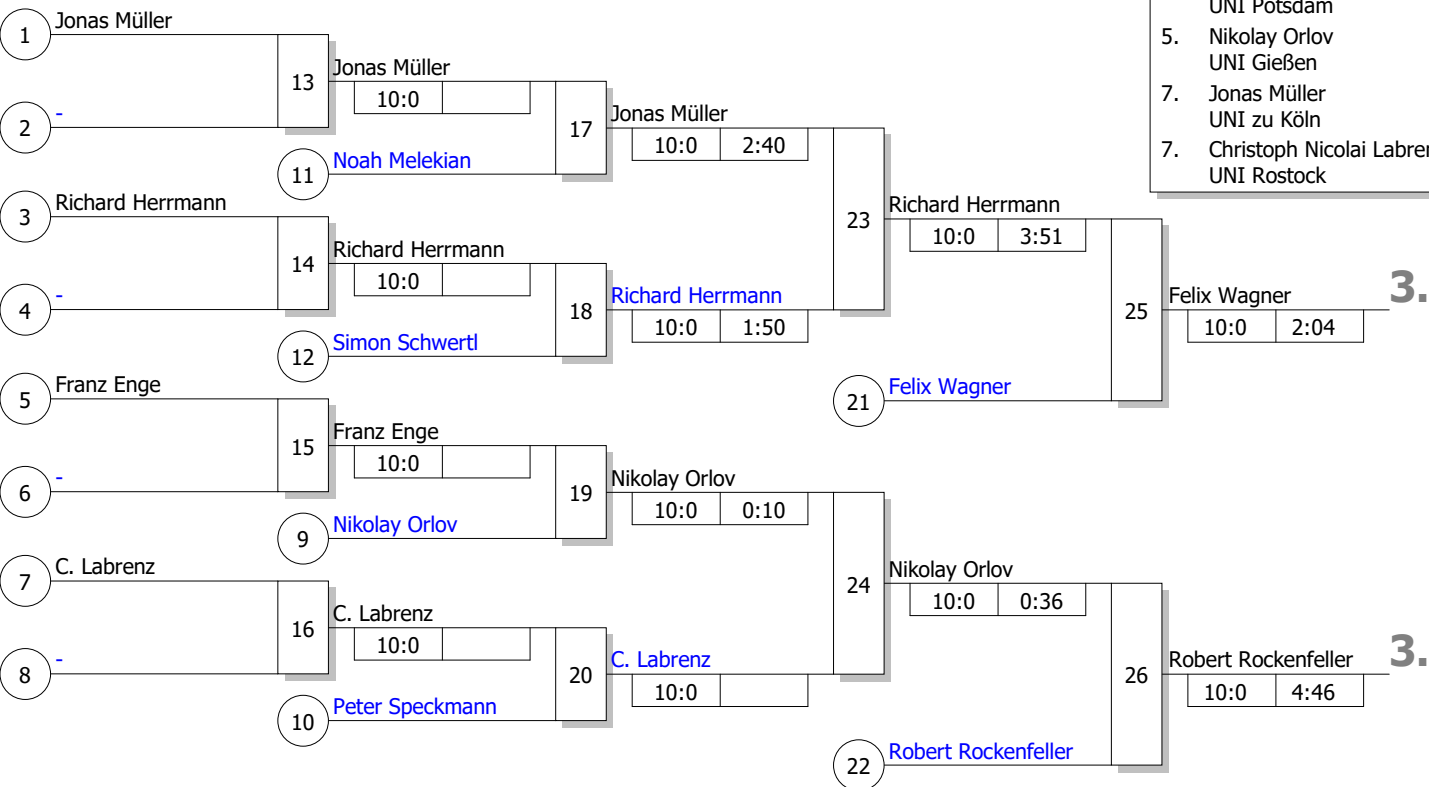 UNI Potsdam
5. Nikolay Orlov
UNI Gießen
7. Jonas Müller
UNI zu Köln
7. Christoph Nicolai Labren
UNI Rostock
1 Jonas Müller
2 -
13 Jonas Müller
10:0
11 Noah Melekian
17 Jonas Müller
10:0 2:40
3 Richard Herrmann
4 -
14 Richard Herrmann
10:0
12 Simon Schwertl
18 Richard Herrmann
10:0 1:50
23 Richard Herrmann
10:0 3:51
21 Felix Wagner
25 Felix Wagner 3.
10:0 2:04
5 Franz Enge
6 -
15 Franz Enge
10:0
9 Nikolay Orlov
19 Nikolay Orlov
10:0 0:10
7 C. Labrenz
8 -
16 C. Labrenz
10:0
10 Peter Speckmann
20 C. Labrenz
10:0
24 Nikolay Orlov
10:0 0:36
22 Robert Rockenfeller
26 Robert Rockenfeller 3.
10:0 4:46